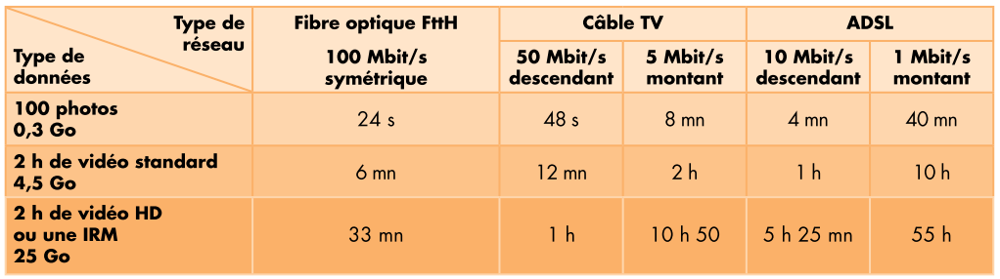 Type de
réseau
Type de
données
Fibre optique FttH
100 Mbit/s
symétrique
Câble TV
50 Mbit/s
descendant
5 Mbit/s
montant
ADSL
10 Mbit/s
descendant
1 Mbit/s
montant
100 photos
0,3 Go
24 s
48 s
8 mn
4 mn
40 mn
2 h de vidéo standard
4,5 Go
6 mn
12 mn
2 h
1 h
10 h
2 h de vidéo HD
ou une IRM
25 Go
33 mn
1 h
10 h 50
5 h 25 mn
55 h